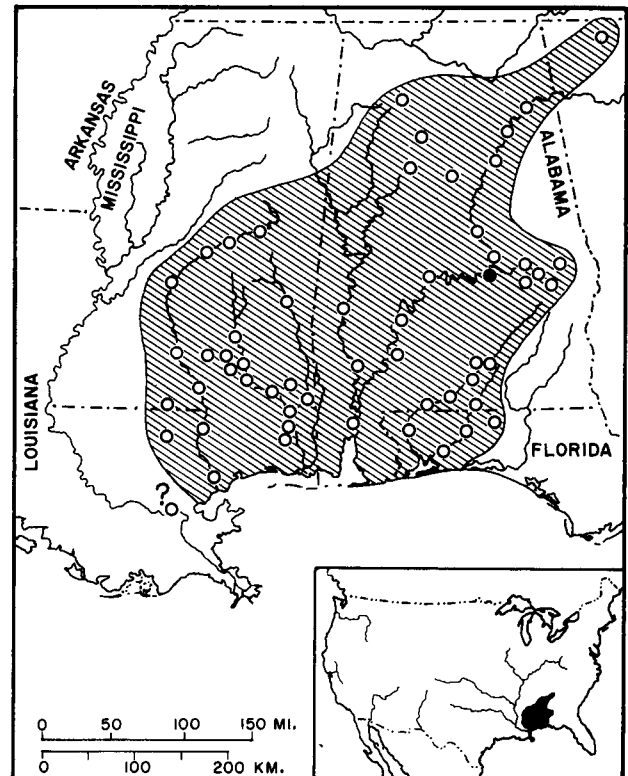 ARKANSAS
MISSISSIPPI
ALABAMA
LOUISIANA
FLORIDA
?
0 50 100 150 MI.
0 100 200 KM.